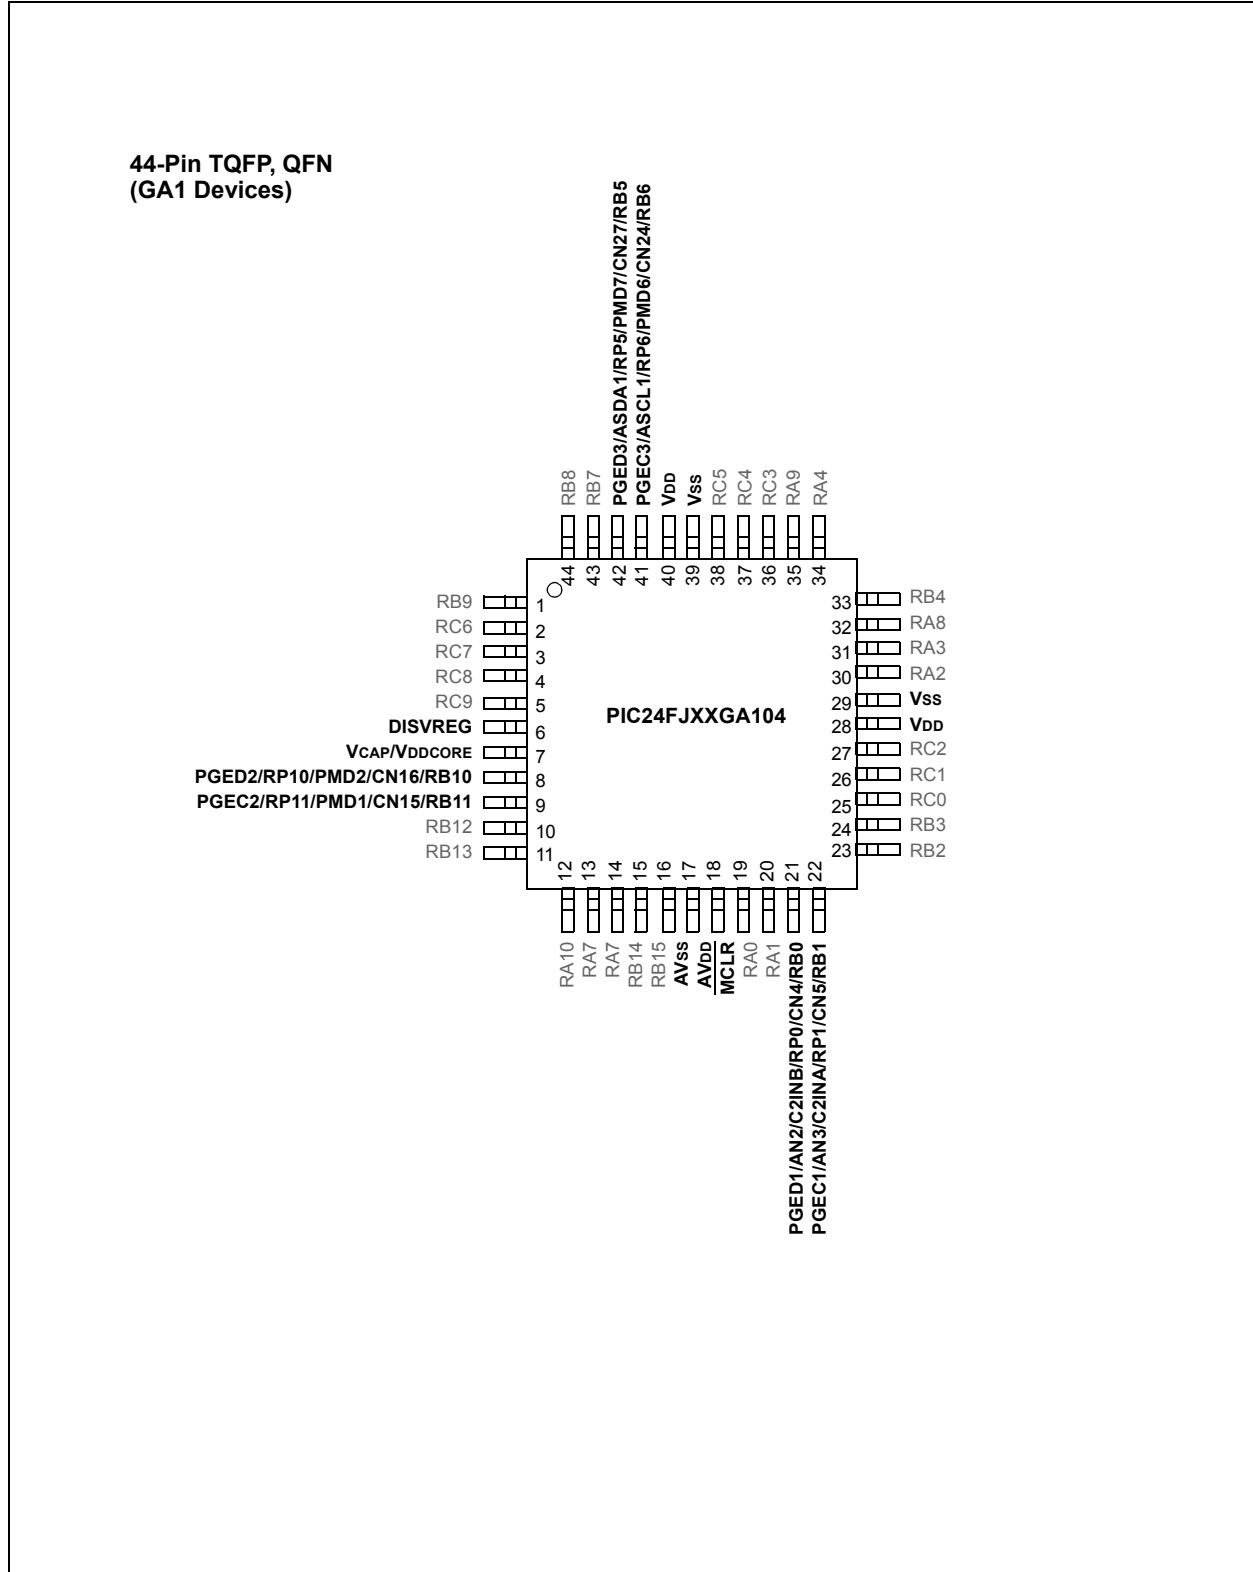 44-Pin TQFP, QFN
(GA1 Devices)
RB8
RB7
PGED3/ASDA1/RP5/PMD7/CN27/RB5
PGEC3/ASCL1/RP6/PMD6/CN24/RB6
VDD
VSS
RC5
RC4
RC3
RA9
RA4
44
43
42
41
40
39
38
37
36
35
34
RB9 1
RC6 2
RC7 3
RC8 4
RC9 5
DISVREG 6
VCAP/VDDCORE 7
PGED2/RP10/PMD2/CN16/RB10 8
PGEC2/RP11/PMD1/CN15/RB11 9
RB12 10
RB13 11
PIC24FJXXGA104
33 RB4
32 RA8
31 RA3
30 RA2
29 VSS
28 VDD
27 RC2
26 RC1
25 RC0
24 RB3
23 RB2
12
13
14
15
16
17
18
19
20
21
22
RA10
RA7
RA7
RB14
RB15
AVSS
AVDD
MCLR
RA0
RA1
PGED1/AN2/C2INB/RP0/CN4/RB0
PGEC1/AN3/C2INA/RP1/CN5/RB1